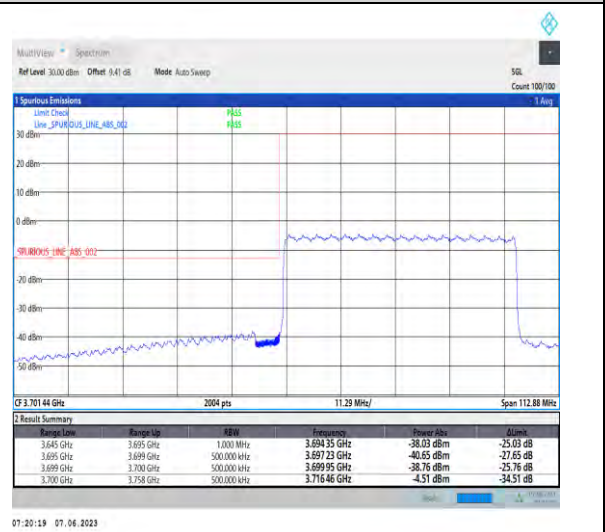 MultiView Spectrum
Ref Level 30.00 dBm Offset 9.41 dB Mode Auto Sweep SGL
Count 100/100
1 Spurious Emissions 1 Avg
Limit Check PASS
Line _SPURIOUS_LINE_ABS_002 PASS
30 dBm
20 dBm
10 dBm
0 dBm
_SPURIOUS_LINE_ABS_002
-20 dBm
-30 dBm
-40 dBm
-50 dBm
CF 3.701 44 GHz 2004 pts 11.29 MHz/ Span 112.88 MHz
2 Result Summary
Range Low Range Up RBW Frequency Power Abs ΔLimit
3.645 GHz 3.695 GHz 1.000 MHz 3.694 35 GHz -38.03 dBm -25.03 dB
3.695 GHz 3.699 GHz 500.000 kHz 3.697 23 GHz -40.65 dBm -27.65 dB
3.699 GHz 3.700 GHz 500.000 kHz 3.699 95 GHz -38.76 dBm -25.76 dB
3.700 GHz 3.758 GHz 500.000 kHz 3.716 46 GHz -4.51 dBm -34.51 dB
07:20:19 07.06.2023